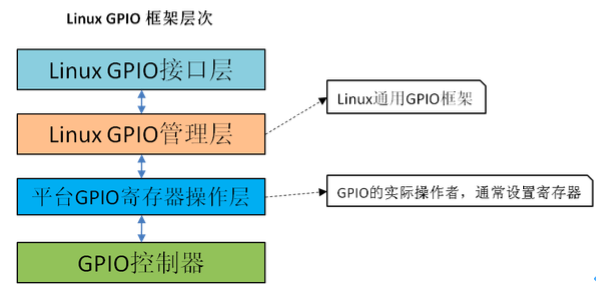 Linux GPIO 框架层次
Linux GPIO接口层
Linux GPIO管理层
Linux通用GPIO框架
平台GPIO寄存器操作层
GPIO的实际操作者，通常设置寄存器
GPIO控制器